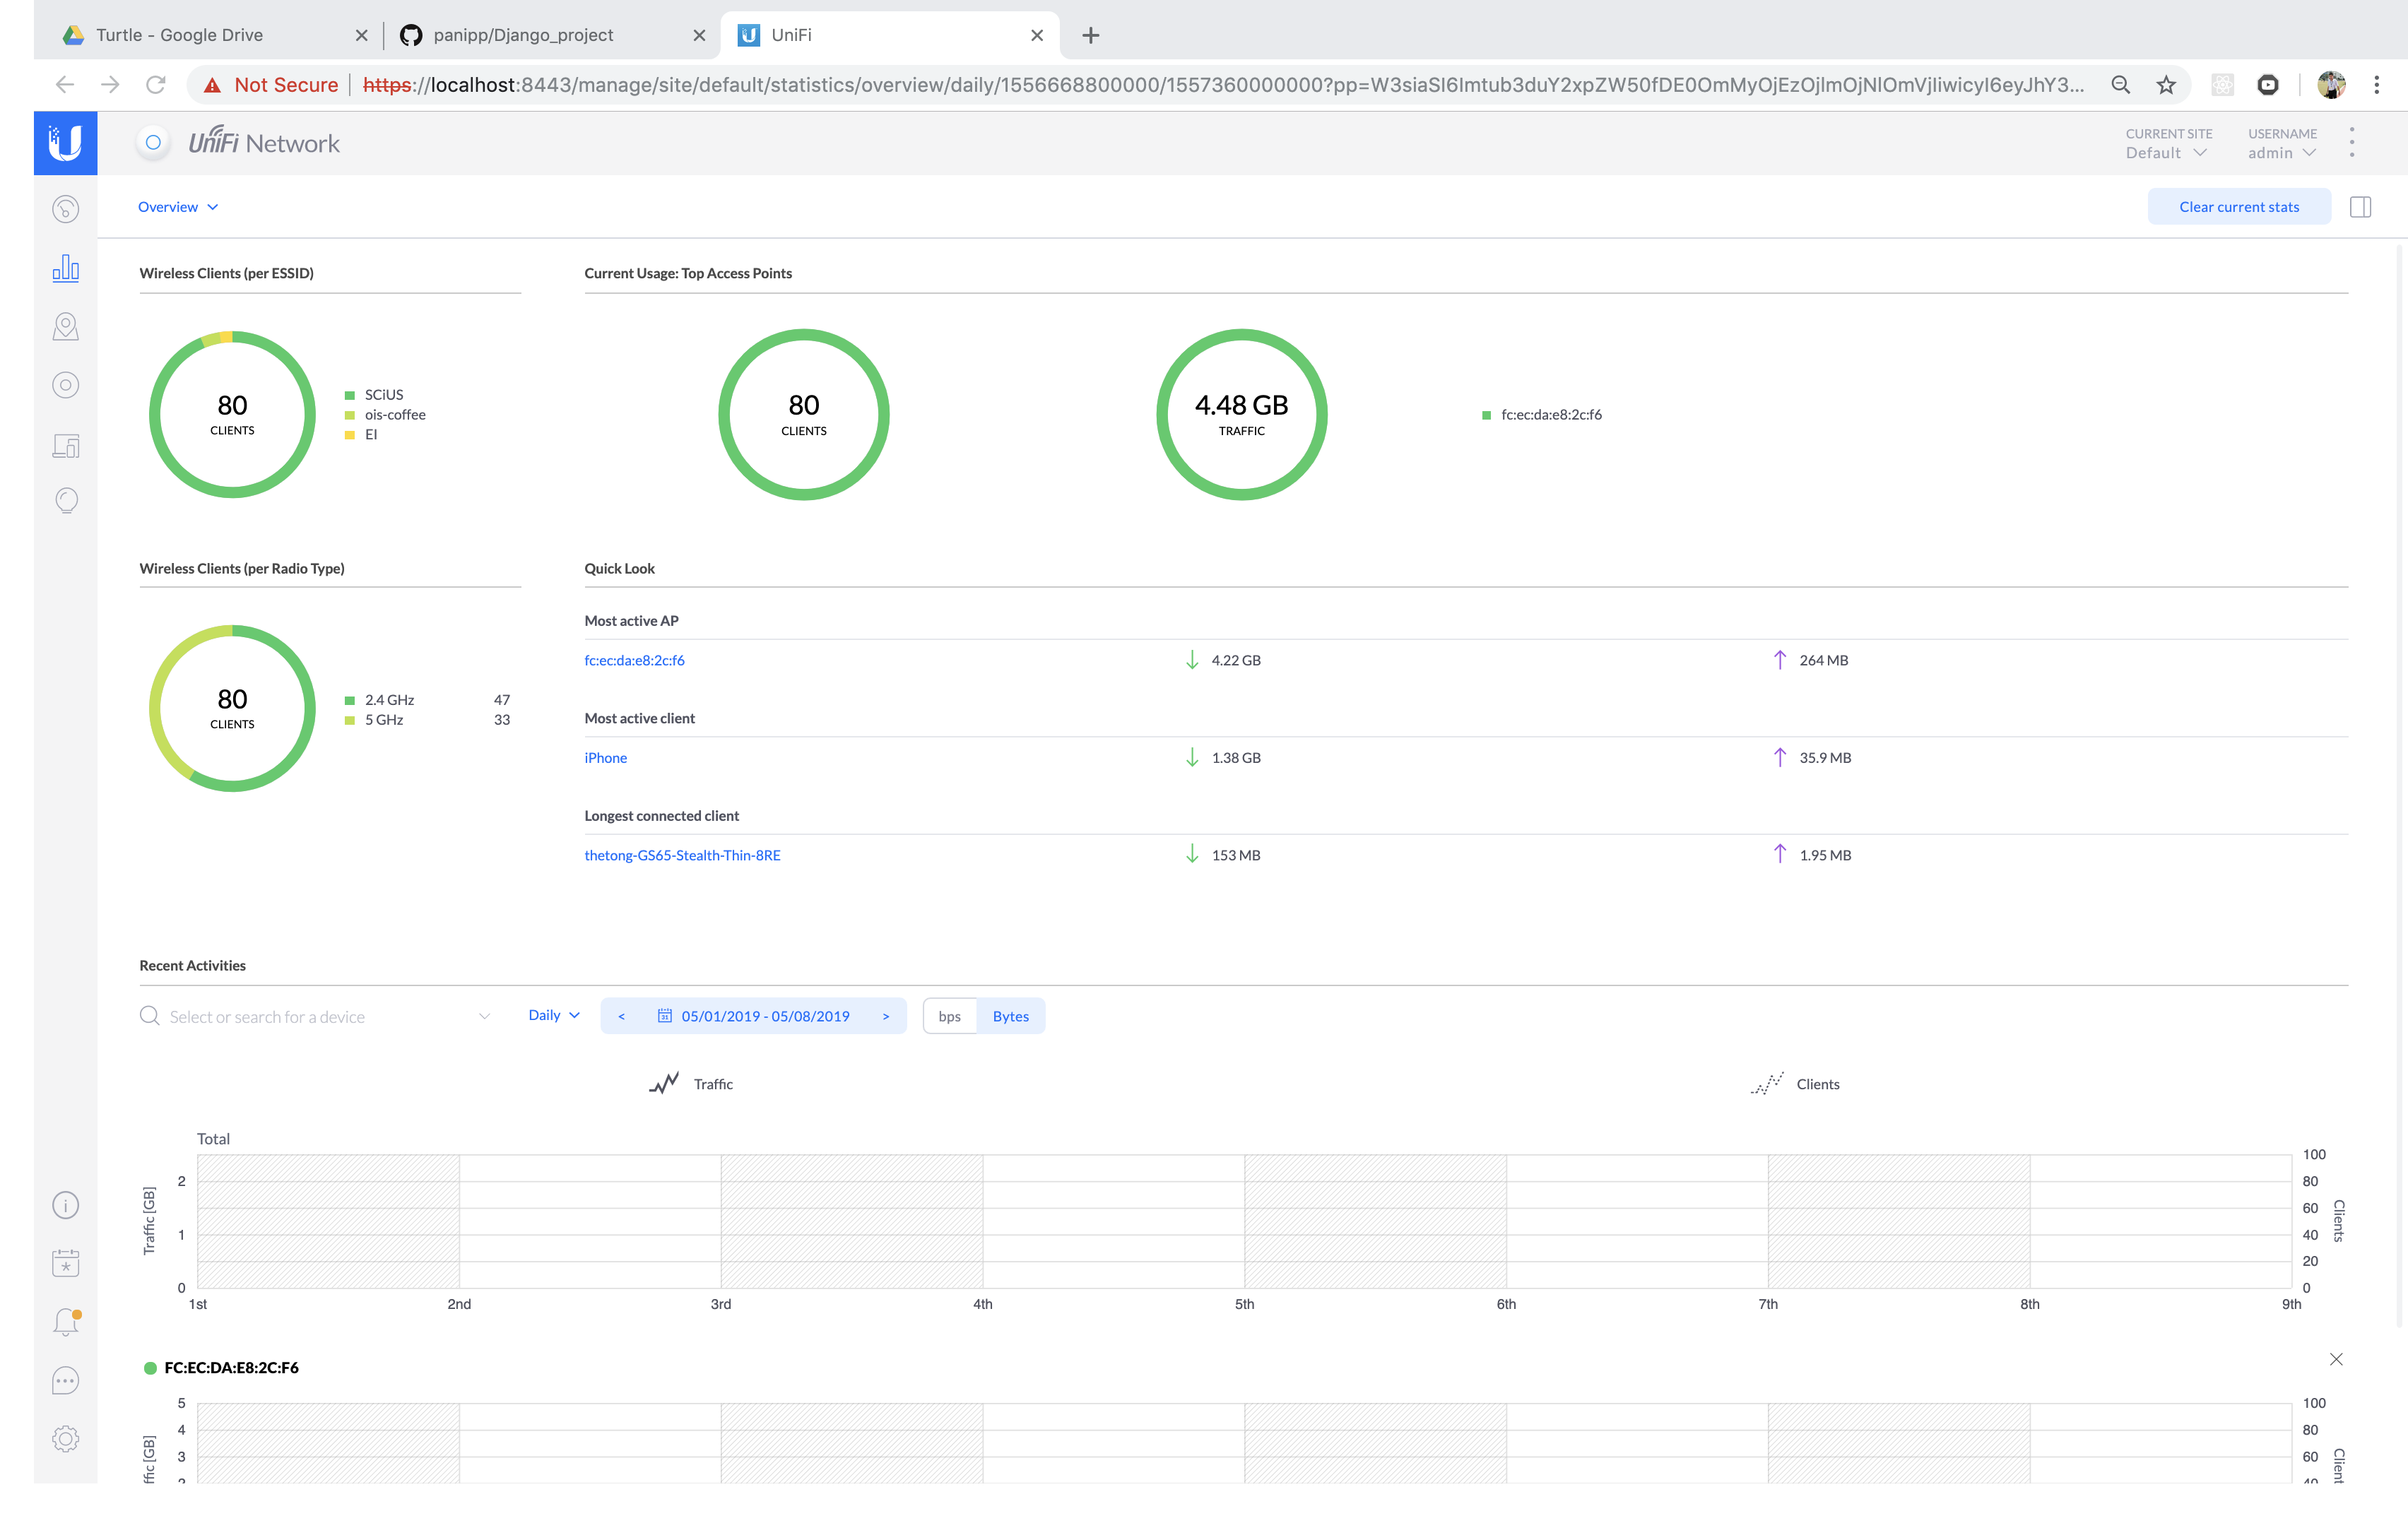 Turtle - Google Drive
panipp/Django_project
UniFi
Not Secure
https://localhost:8443/manage/site/default/statistics/overview/daily/1556668800000/1557360000000?pp=W3siaSI6Imtub3duY2xpZW50fDE0OmMyOjEzOjlmOjNlOmVjIiwicyI6eyJhY3...
UniFi Network
CURRENT SITE
Default
USERNAME
admin
Overview
Clear current stats
Wireless Clients (per ESSID)
80
CLIENTS
SCiUS
ois-coffee
EI
Current Usage: Top Access Points
80
CLIENTS
4.48 GB
TRAFFIC
fc:ec:da:e8:2c:f6
Wireless Clients (per Radio Type)
80
CLIENTS
2.4 GHz 47
5 GHz 33
Quick Look
Most active AP
fc:ec:da:e8:2c:f6 4.22 GB 264 MB
Most active client
iPhone 1.38 GB 35.9 MB
Longest connected client
thetong-GS65-Stealth-Thin-8RE 153 MB 1.95 MB
Recent Activities
Select or search for a device
Daily
< 31 05/01/2019 - 05/08/2019 >
bps Bytes
Traffic
Clients
Total
Traffic [GB]
2
1
0
100
80
60
40
20
0
Clients
1st 2nd 3rd 4th 5th 6th 7th 8th 9th
FC:EC:DA:E8:2C:F6
5
4
3
100
80
60